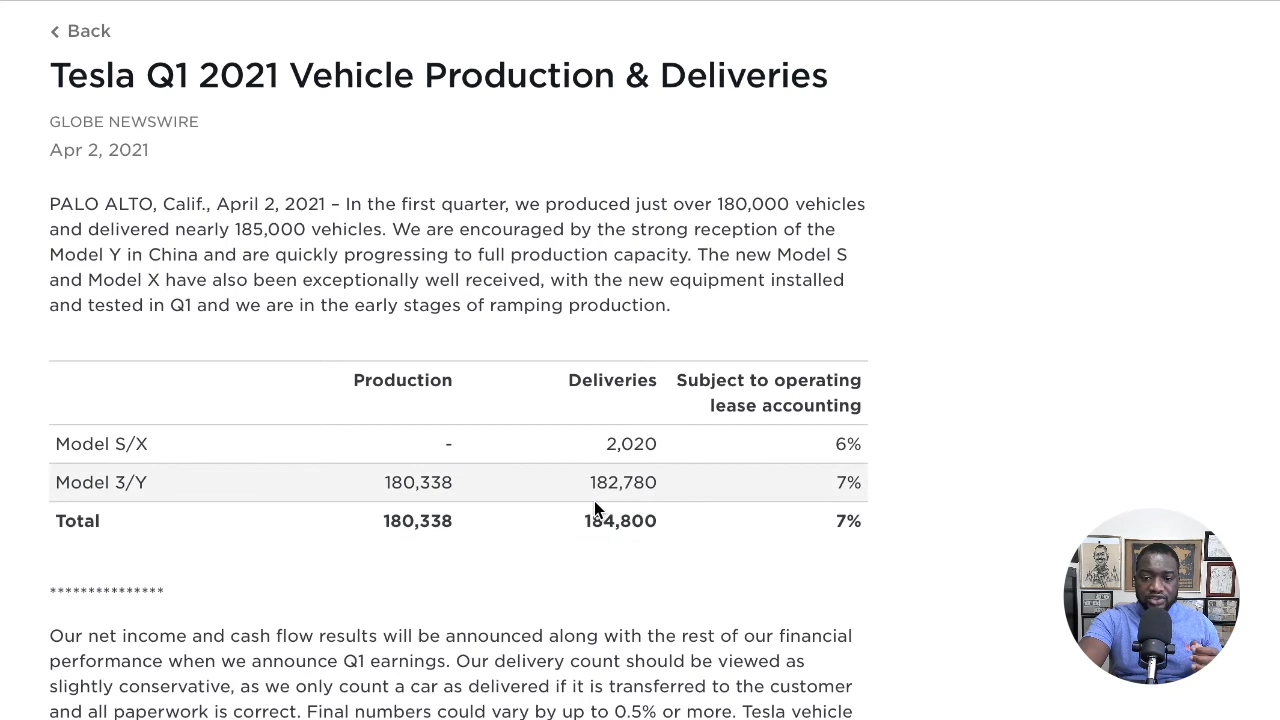 Back
Tesla Q1 2021 Vehicle Production & Deliveries
GLOBE NEWSWIRE
Apr 2, 2021
PALO ALTO, Calif., April 2, 2021 – In the first quarter, we produced just over 180,000 vehicles
and delivered nearly 185,000 vehicles. We are encouraged by the strong reception of the
Model Y in China and are quickly progressing to full production capacity. The new Model S
and Model X have also been exceptionally well received, with the new equipment installed
and tested in Q1 and we are in the early stages of ramping production.
Production Deliveries Subject to operating
lease accounting
Model S/X - 2,020 6%
Model 3/Y 180,338 182,780 7%
Total 180,338 184,800 7%
***************
Our net income and cash flow results will be announced along with the rest of our financial
performance when we announce Q1 earnings. Our delivery count should be viewed as
slightly conservative, as we only count a car as delivered if it is transferred to the customer
and all paperwork is correct. Final numbers could vary by up to 0.5% or more. Tesla vehicle